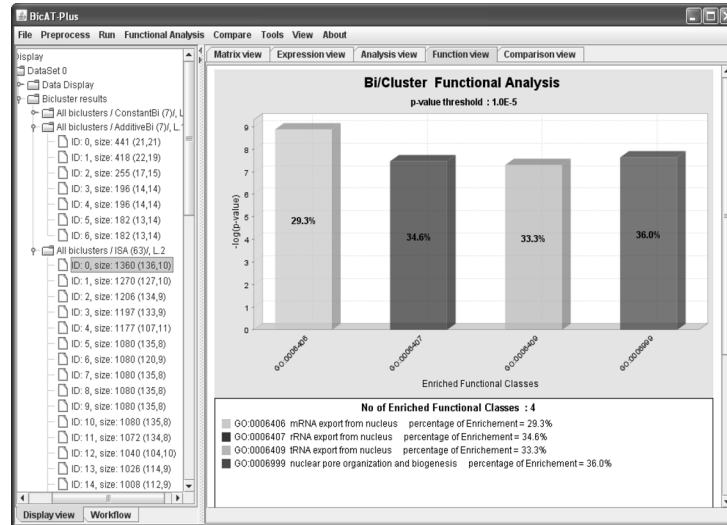 BicAT-Plus
File Preprocess Run Functional Analysis Compare Tools View About
Display
DataSet 0
Data Display
Bicluster results
All biclusters / ConstantBi (7)/, L
All biclusters / AdditiveBi (7)/, L.
ID: 0, size: 441 (21,21)
ID: 1, size: 418 (22,19)
ID: 2, size: 255 (17,15)
ID: 3, size: 196 (14,14)
ID: 4, size: 196 (14,14)
ID: 5, size: 182 (13,14)
ID: 6, size: 182 (13,14)
All biclusters / ISA (63)/, L.2
ID: 0, size: 1360 (136,10)
ID: 1, size: 1270 (127,10)
ID: 2, size: 1206 (134,9)
ID: 3, size: 1197 (133,9)
ID: 4, size: 1177 (107,11)
ID: 5, size: 1080 (135,8)
ID: 6, size: 1080 (120,9)
ID: 7, size: 1080 (135,8)
ID: 8, size: 1080 (135,8)
ID: 9, size: 1080 (135,8)
ID: 10, size: 1080 (135,8)
ID: 11, size: 1072 (134,8)
ID: 12, size: 1040 (104,10)
ID: 13, size: 1026 (114,9)
ID: 14, size: 1008 (112,9)
Display view Workflow
Matrix view Expression view Analysis view Function view Comparison view
Bi/Cluster Functional Analysis
p-value threshold : 1.0E-5
-log(p-value)
9
8
7
6
5
4
3
2
1
0
29.3%
34.6%
33.3%
36.0%
GO:0006406
GO:0006407
GO:0006409
GO:0006999
Enriched Functional Classes
No of Enriched Functional Classes : 4
GO:0006406 mRNA export from nucleus percentage of Enrichement = 29.3%
GO:0006407 rRNA export from nucleus percentage of Enrichement = 34.6%
GO:0006409 tRNA export from nucleus percentage of Enrichement = 33.3%
GO:0006999 nuclear pore organization and biogenesis percentage of Enrichement = 36.0%